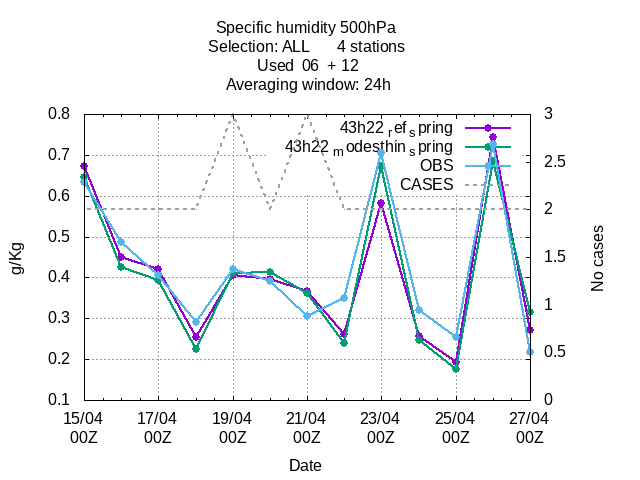 Specific humidity 500hPa
Selection: ALL 4 stations
Used 06 + 12
Averaging window: 24h
43h22 ref spring
43h22 modesthin spring
OBS
CASES
g/Kg
0.8
0.7
0.6
0.5
0.4
0.3
0.2
0.1
3
2.5
2
1.5
1
0.5
0
No cases
15/04 17/04 19/04 21/04 23/04 25/04 27/04
00Z 00Z 00Z 00Z 00Z 00Z 00Z
Date